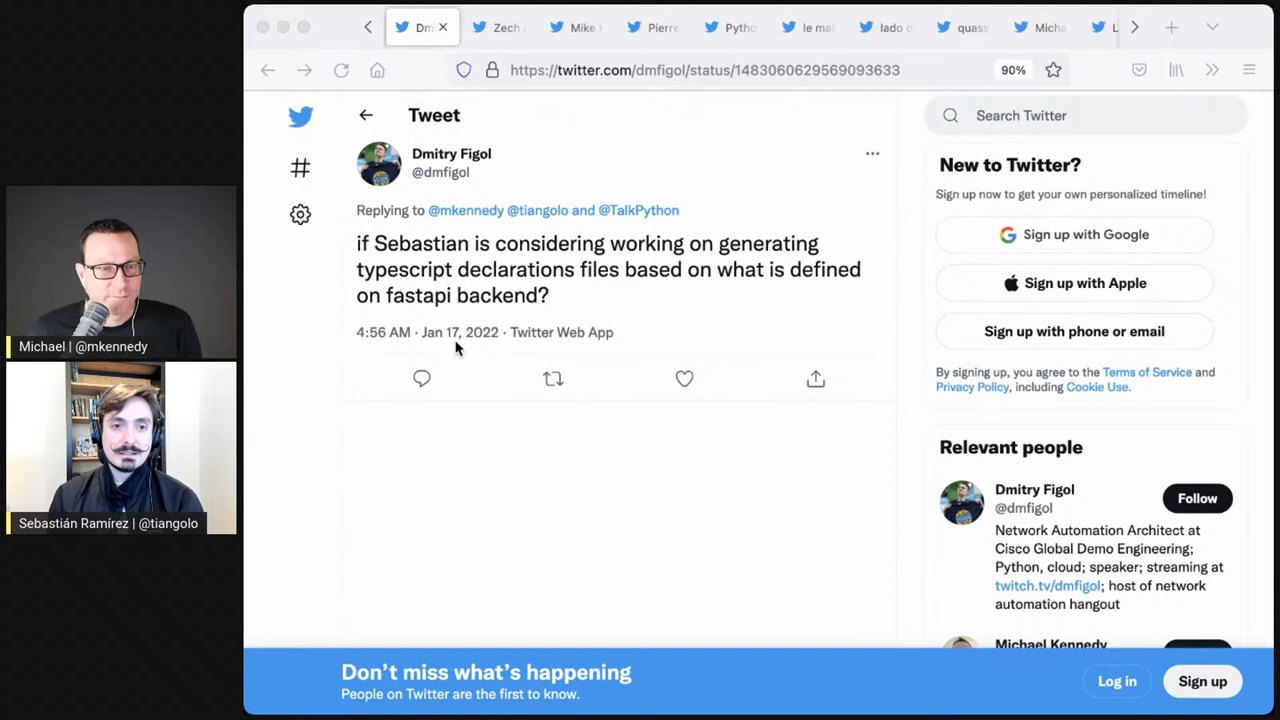 Dm
Zech
Mike
Pierre
Pytho
le ma
lado o
quass
Micha
L
https://twitter.com/dmfigol/status/1483060629569093633
90%
Tweet
Search Twitter
Dmitry Figol
@dmfigol
Replying to @mkennedy @tiangolo and @TalkPython
if Sebastian is considering working on generating
typescript declarations files based on what is defined
on fastapi backend?
4:56 AM · Jan 17, 2022 · Twitter Web App
New to Twitter?
Sign up now to get your own personalized timeline!
Sign up with Google
Sign up with Apple
Sign up with phone or email
By signing up, you agree to the Terms of Service and
Privacy Policy, including Cookie Use.
Relevant people
Dmitry Figol
@dmfigol
Follow
Network Automation Architect at
Cisco Global Demo Engineering;
Python, cloud; speaker; streaming at
twitch.tv/dmfigol; host of network
automation hangout
Michael Kennedy
Don't miss what's happening
People on Twitter are the first to know.
Log in
Sign up
Michael | @mkennedy
Sebastián Ramírez | @tiangolo